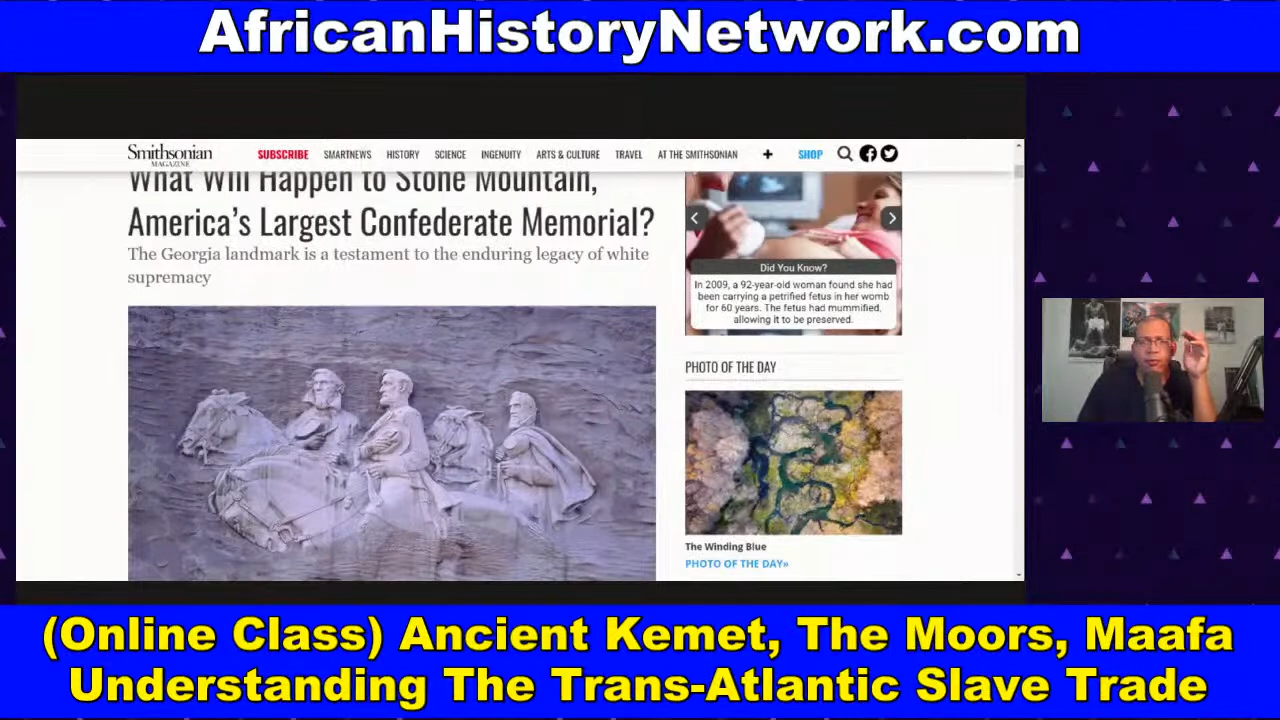 AfricanHistoryNetwork.com
Smithsonian
MAGAZINE
SUBSCRIBE SMARTNEWS HISTORY SCIENCE INGENUITY ARTS & CULTURE TRAVEL AT THE SMITHSONIAN + SHOP
What Will Happen to Stone Mountain,
America's Largest Confederate Memorial?
The Georgia landmark is a testament to the enduring legacy of white
supremacy
Did You Know?
In 2009, a 92-year-old woman found she had
been carrying a petrified fetus in her womb
for 60 years. The fetus had mummified,
allowing it to be preserved.
PHOTO OF THE DAY
The Winding Blue
PHOTO OF THE DAY»
(Online Class) Ancient Kemet, The Moors, Maafa
Understanding The Trans-Atlantic Slave Trade